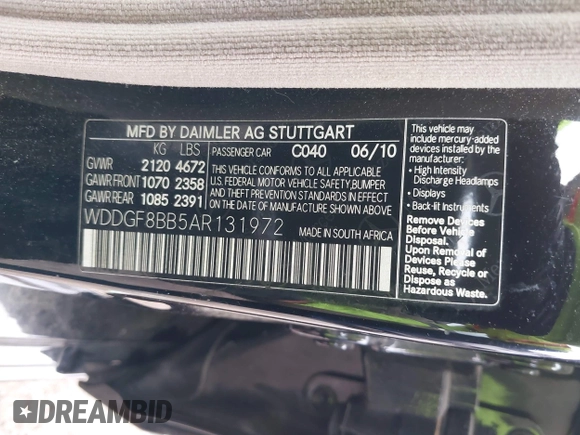 MFD BY DAIMLER AG STUTTGART
KG LBS
PASSENGER CAR C040 06/10
GVWR 2120 4672
GAWR FRONT 1070 2358
GAWR REAR 1085 2391
THIS VEHICLE CONFORMS TO ALL APPLICABLE
U.S. FEDERAL MOTOR VEHICLE SAFETY, BUMPER
AND THEFT PREVENTION STANDARDS IN EFFECT
ON THE DATE OF MANUFACTURE SHOWN ABOVE.
WDDGF8BB5AR131972
MADE IN SOUTH AFRICA
This vehicle may
include mercury-added
devices installed by the
manufacturer:
• High Intensity
Discharge Headlamps
• Displays
• Back-lit Instruments
Remove Devices
Before Vehicle
Disposal.
Upon Removal
of Devices Please
Reuse, Recycle or
Dispose as
Hazardous Waste.
DREAMBID